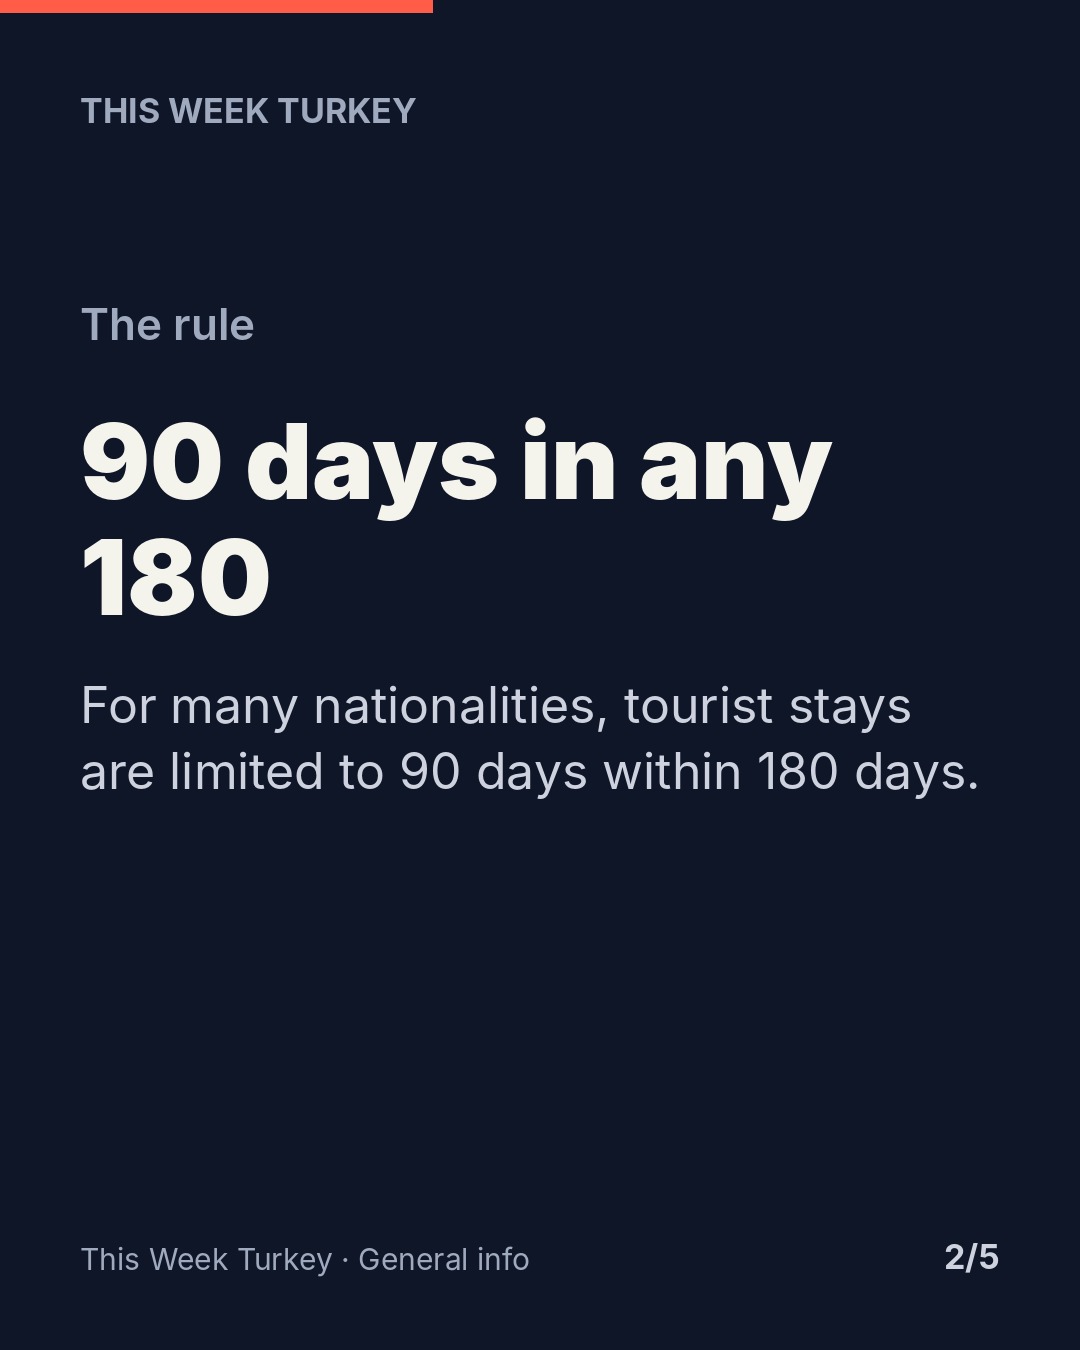 THIS WEEK TURKEY
The rule
90 days in any
180
For many nationalities, tourist stays
are limited to 90 days within 180 days.
This Week Turkey · General info
2/5